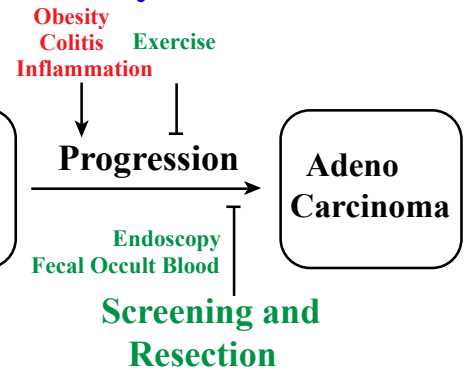 Obesity
Colitis
Inflammation
Exercise
Progression
Adeno
Carcinoma
Endoscopy
Fecal Occult Blood
Screening and
Resection